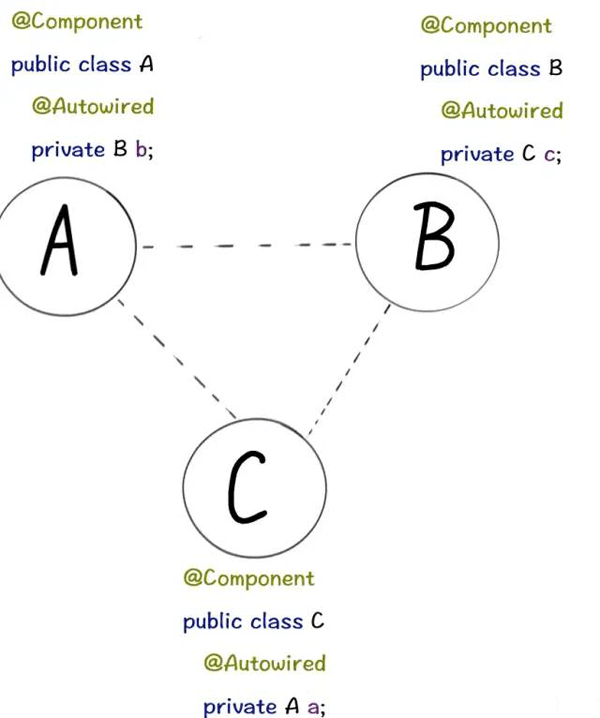 @Component
public class A
@Autowired
private B b;
@Component
public class B
@Autowired
private C c;
A
B
C
@Component
public class C
@Autowired
private A a;